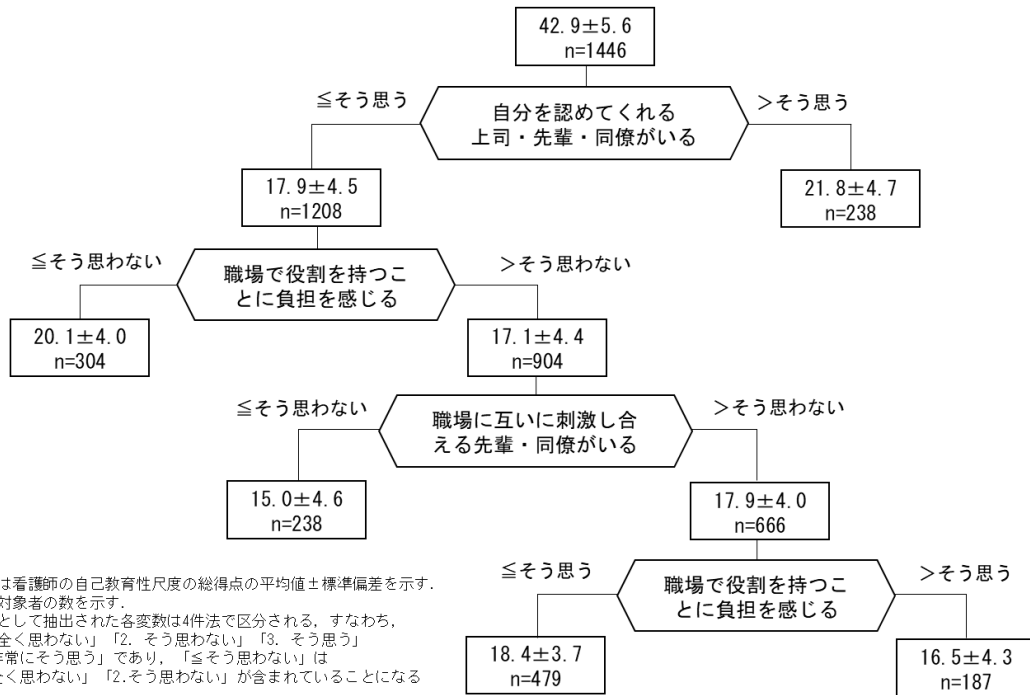 42.9±5.6
n=1446
≦そう思う
自分を認めてくれる
上司・先輩・同僚がいる
＞そう思う
17.9±4.5
n=1208
21.8±4.7
n=238
≦そう思わない
職場で役割を持つこ
とに負担を感じる
＞そう思わない
20.1±4.0
n=304
17.1±4.4
n=904
≦そう思わない
職場に互いに刺激し合
える先輩・同僚がいる
＞そう思わない
15.0±4.6
n=238
17.9±4.0
n=666
≦そう思う
職場で役割を持つこ
とに負担を感じる
＞そう思う
18.4±3.7
n=479
16.5±4.3
n=187
は看護師の自己教育性尺度の総得点の平均値±標準偏差を示す．
対象者の数を示す．
として抽出された各変数は4件法で区分される，すなわち，
全く思わない」「2. そう思わない」「3. そう思う」
非常にそう思う」であり，「≦そう思わない」は
く思わない」「2.そう思わない」が含まれていることになる